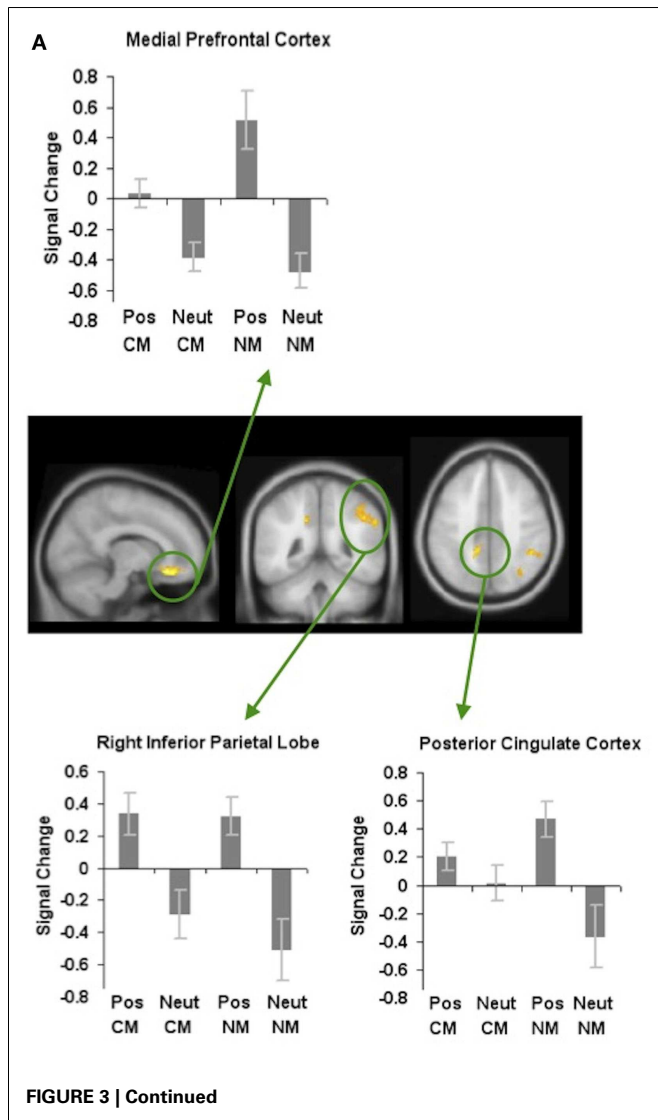 A
Medial Prefrontal Cortex
Signal Change
0.8
0.6
0.4
0.2
0
-0.2
-0.4
-0.6
-0.8
Pos Neut Pos Neut
CM CM NM NM
Right Inferior Parietal Lobe
Signal Change
0.6
0.4
0.2
0
-0.2
-0.4
-0.6
-0.8
Pos Neut Pos Neut
CM CM NM NM
Posterior Cingulate Cortex
Signal Change
0.8
0.6
0.4
0.2
0
-0.2
-0.4
-0.6
-0.8
Pos Neut Pos Neut
CM CM NM NM
FIGURE 3 | Continued